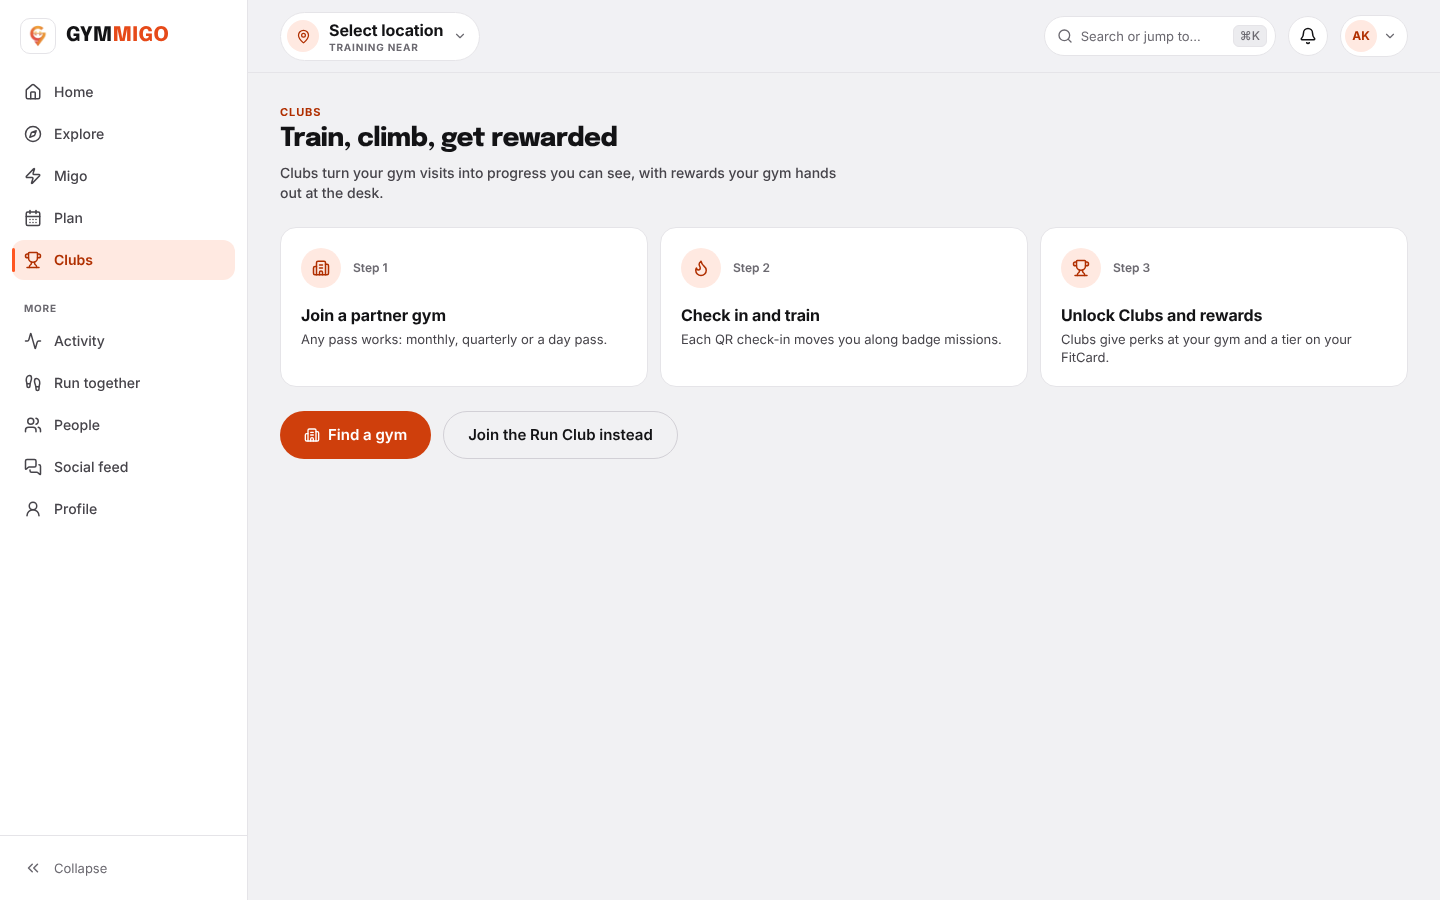 GYMMIGO
Home
Explore
Migo
Plan
Clubs
MORE
Activity
Run together
People
Social feed
Profile
Collapse
Select location
TRAINING NEAR
Search or jump to...
⌘K
AK
CLUBS
Train, climb, get rewarded
Clubs turn your gym visits into progress you can see, with rewards your gym hands
out at the desk.
Step 1
Join a partner gym
Any pass works: monthly, quarterly or a day pass.
Step 2
Check in and train
Each QR check-in moves you along badge missions.
Step 3
Unlock Clubs and rewards
Clubs give perks at your gym and a tier on your
FitCard.
Find a gym
Join the Run Club instead